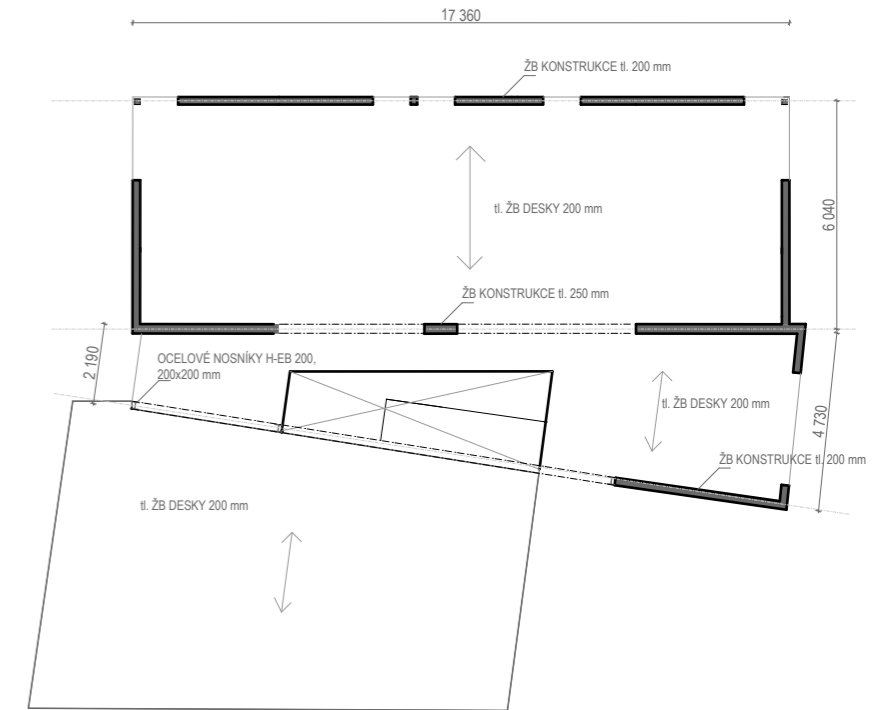 17 360
ŽB KONSTRUKCE tl. 200 mm
tl. ŽB DESKY 200 mm
6 040
ŽB KONSTRUKCE tl. 250 mm
2 190
OCELOVÉ NOSNÍKY H-EB 200,
200x200 mm
tl. ŽB DESKY 200 mm
4 730
ŽB KONSTRUKCE tl. 200 mm
tl. ŽB DESKY 200 mm